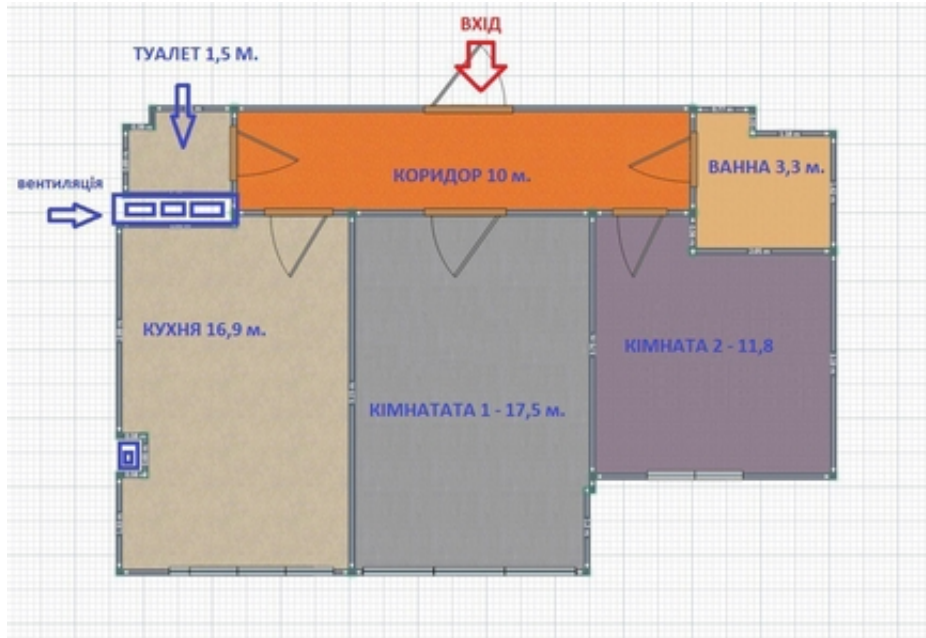 ВХІД
ТУАЛЕТ 1,5 М.
КОРИДОР 10 м.
ВАННА 3,3 м.
вентиляція
КУХНЯ 16,9 м.
КІМНАТА 2 - 11,8
КІМНАТАТА 1 - 17,5 м.